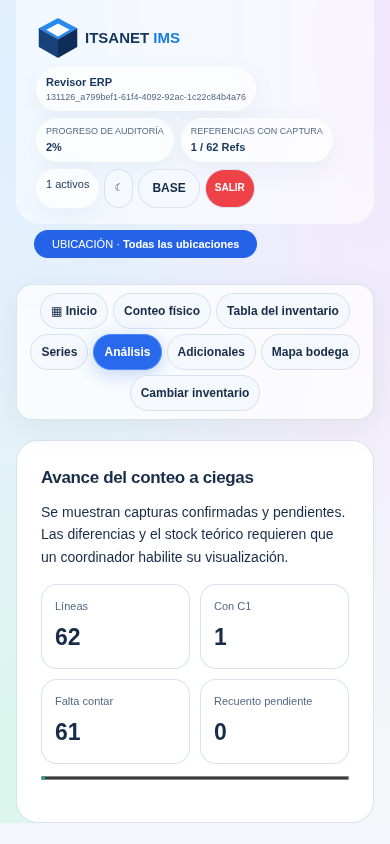 ITSANET IMS
Revisor ERP
131126_a799bef1-61f4-4092-92ac-1c22c84b4a76
PROGRESO DE AUDITORÍA
2%
REFERENCIAS CON CAPTURA
1 / 62 Refs
1 activos
☾
BASE
SALIR
UBICACIÓN · Todas las ubicaciones
▦ Inicio
Conteo físico
Tabla del inventario
Series
Análisis
Adicionales
Mapa bodega
Cambiar inventario
Avance del conteo a ciegas
Se muestran capturas confirmadas y pendientes.
Las diferencias y el stock teórico requieren que
un coordinador habilite su visualización.
Líneas
62
Con C1
1
Falta contar
61
Recuento pendiente
0